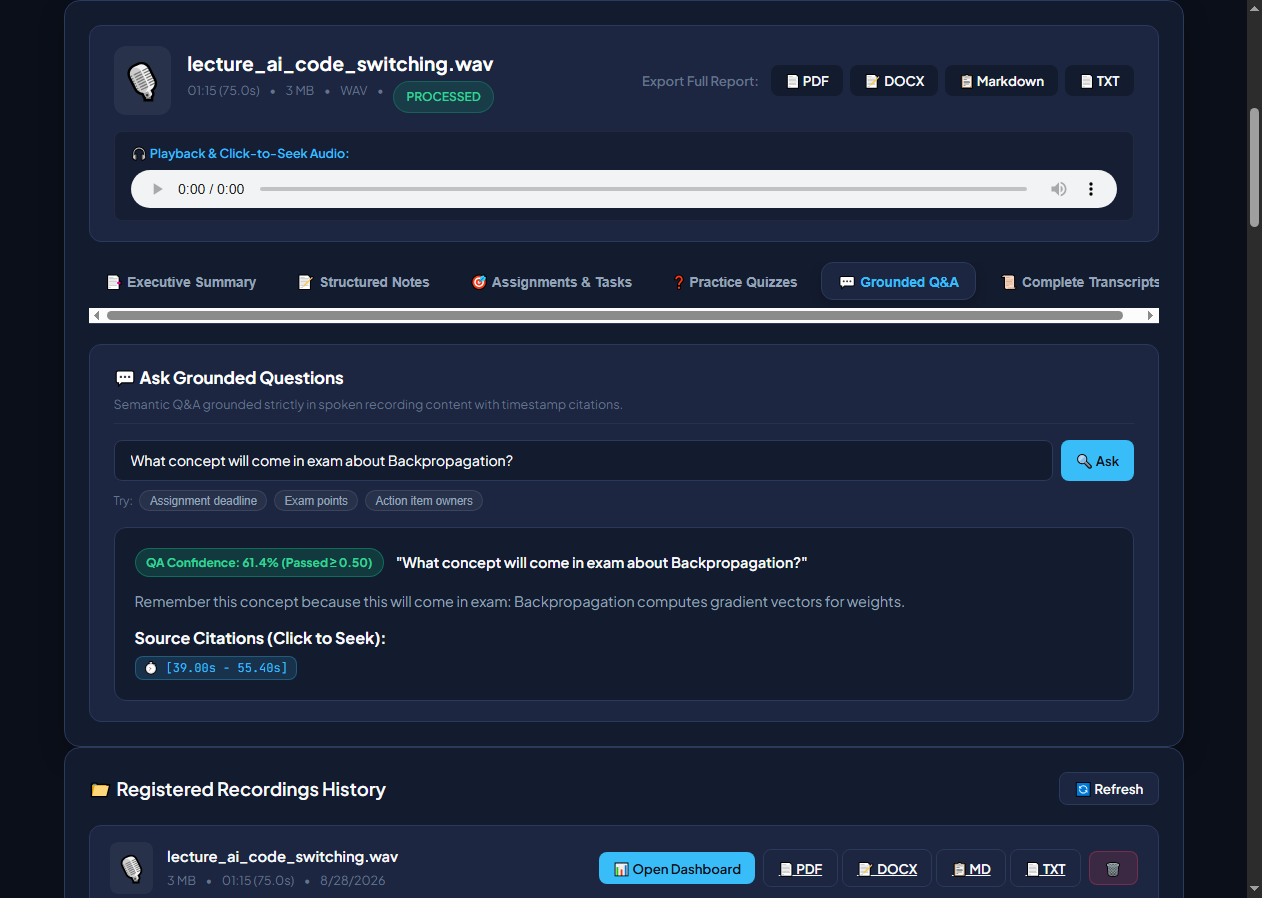 lecture_ai_code_switching.wav
01:15 (75.0s) • 3 MB • WAV • PROCESSED
Export Full Report: PDF DOCX Markdown TXT
Playback & Click-to-Seek Audio:
0:00 / 0:00
Executive Summary Structured Notes Assignments & Tasks Practice Quizzes Grounded Q&A Complete Transcripts
Ask Grounded Questions
Semantic Q&A grounded strictly in spoken recording content with timestamp citations.
What concept will come in exam about Backpropagation? Ask
Try: Assignment deadline Exam points Action item owners
QA Confidence: 61.4% (Passed ≥ 0.50) "What concept will come in exam about Backpropagation?"
Remember this concept because this will come in exam: Backpropagation computes gradient vectors for weights.
Source Citations (Click to Seek):
[39.00s - 55.40s]
Registered Recordings History Refresh
lecture_ai_code_switching.wav
3 MB • 01:15 (75.0s) • 8/28/2026
Open Dashboard PDF DOCX MD TXT